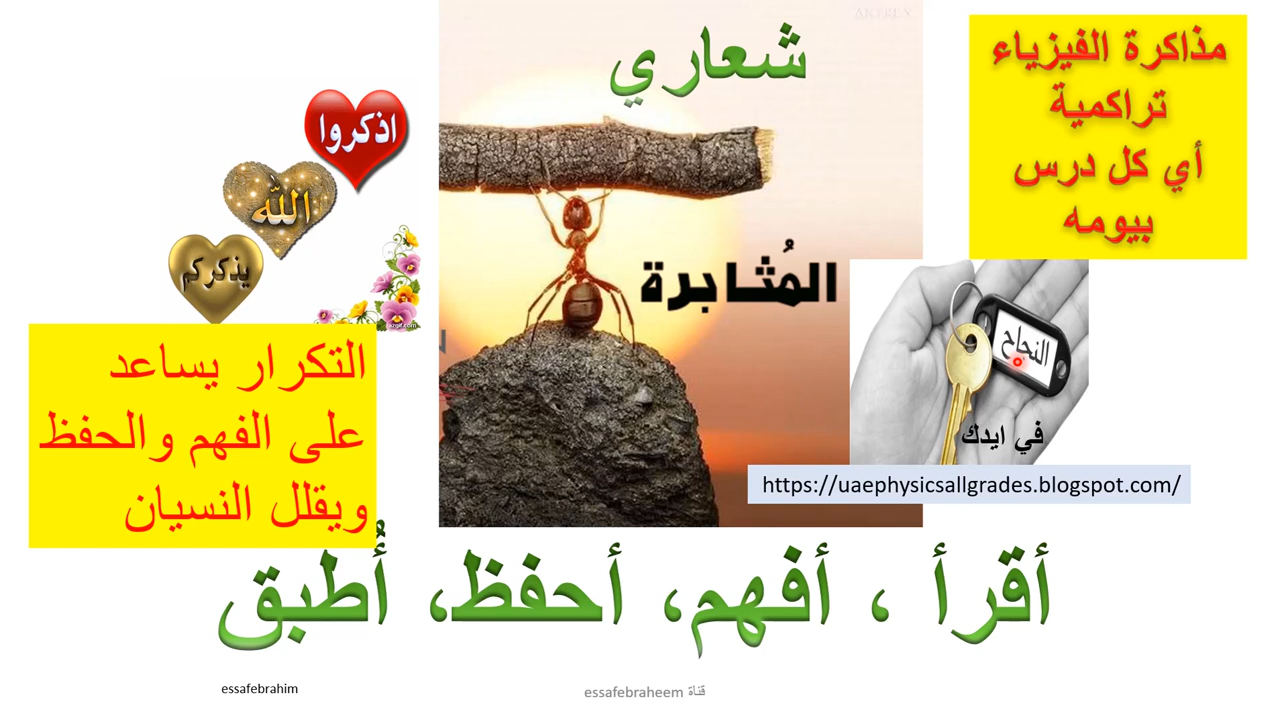 شعاري
مذاكرة الفيزياء
تراكمية
أي كل درس
بيومه
اذكروا
الله
يذكركم
المُثابرة
النجاح
في ايدك
التكرار يساعد
على الفهم والحفظ
ويقلل النسيان
https://uaephysicsallgrades.blogspot.com/
أقرأ ، أفهم، أحفظ، أُطبق
essafebrahim
قناة essafebraheem